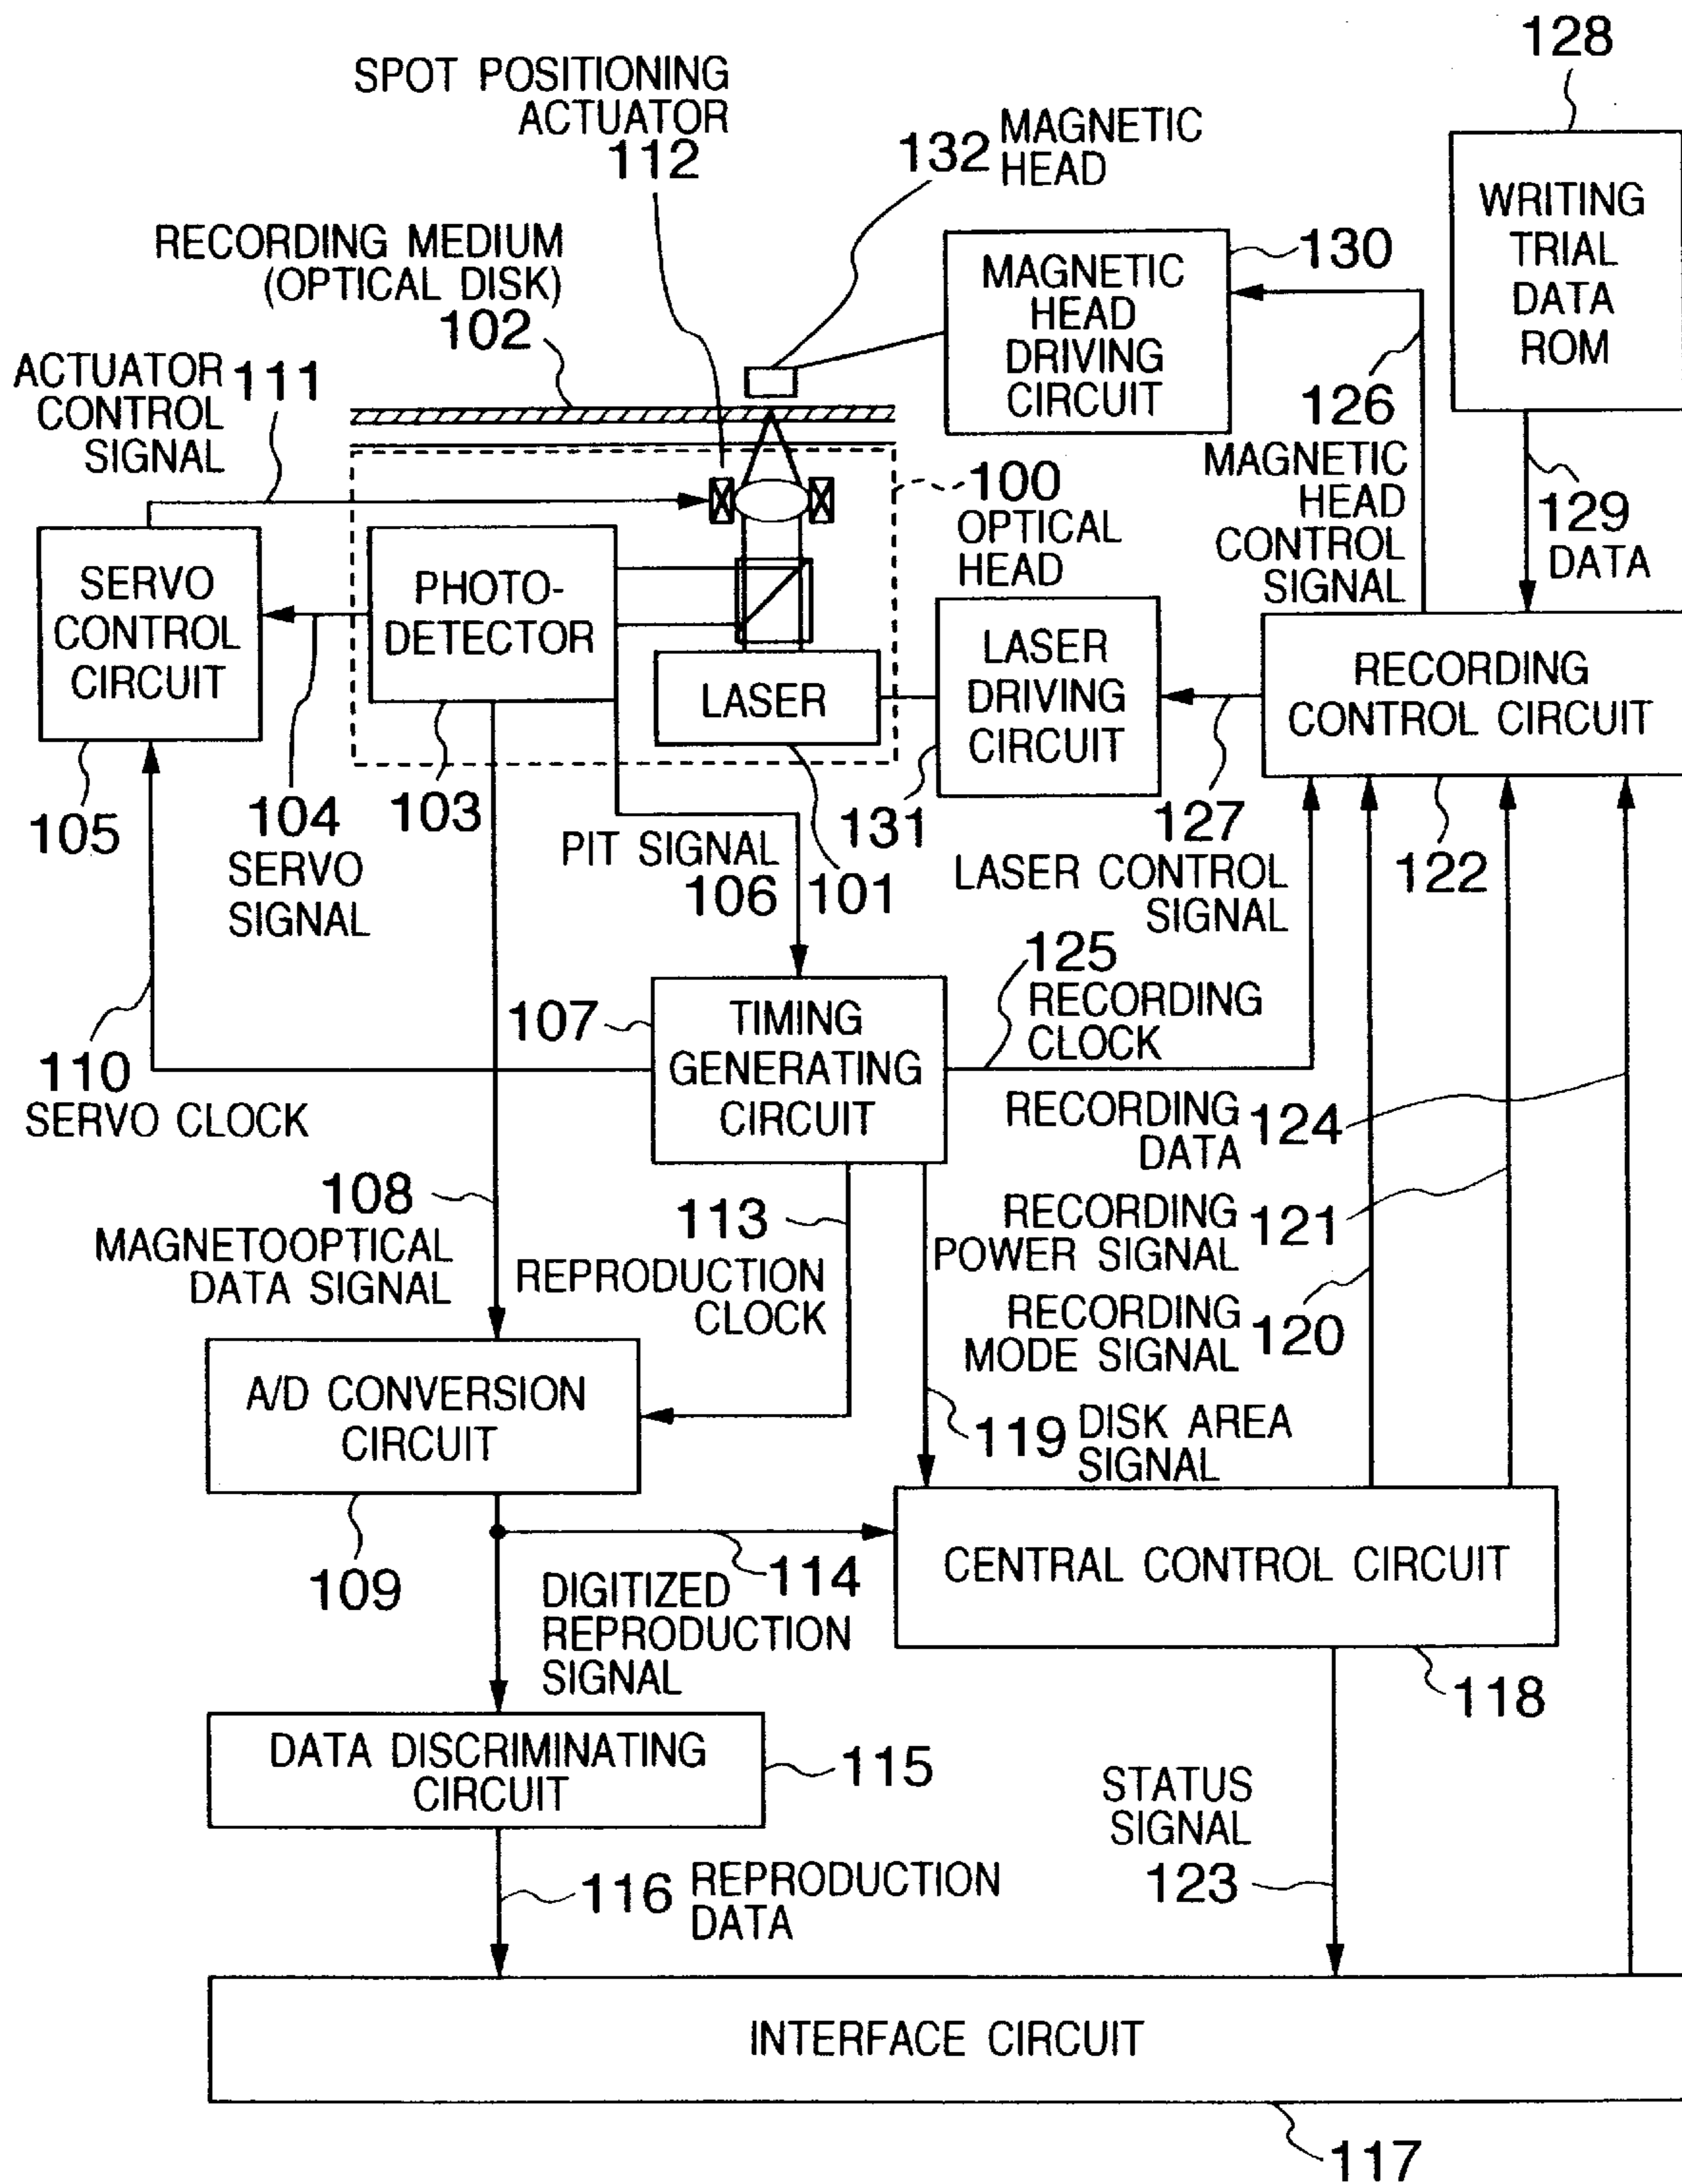 128
SPOT POSITIONING
ACTUATOR
112
132 MAGNETIC
HEAD
WRITING
TRIAL
DATA
ROM
RECORDING MEDIUM
(OPTICAL DISK)
102
MAGNETIC
HEAD
DRIVING
CIRCUIT
130
ACTUATOR 111
CONTROL
SIGNAL
126
MAGNETIC
HEAD
CONTROL
SIGNAL
100
OPTICAL
HEAD
129
DATA
SERVO
CONTROL
CIRCUIT
PHOTO-
DETECTOR
LASER
LASER
DRIVING
CIRCUIT
RECORDING
CONTROL CIRCUIT
105
104
SERVO
SIGNAL
103
PIT SIGNAL
106
101
131
127
LASER CONTROL
SIGNAL
122
125
RECORDING
CLOCK
107
TIMING
GENERATING
CIRCUIT
110
SERVO CLOCK
RECORDING
DATA 124
108
MAGNETOOPTICAL
DATA SIGNAL
113
REPRODUCTION
CLOCK
RECORDING
POWER SIGNAL 121
RECORDING
MODE SIGNAL 120
A/D CONVERSION
CIRCUIT
119 DISK AREA
SIGNAL
109
114
DIGITIZED
REPRODUCTION
SIGNAL
CENTRAL CONTROL CIRCUIT
118
DATA DISCRIMINATING
CIRCUIT
115
STATUS
SIGNAL
123
116 REPRODUCTION
DATA
INTERFACE CIRCUIT
117